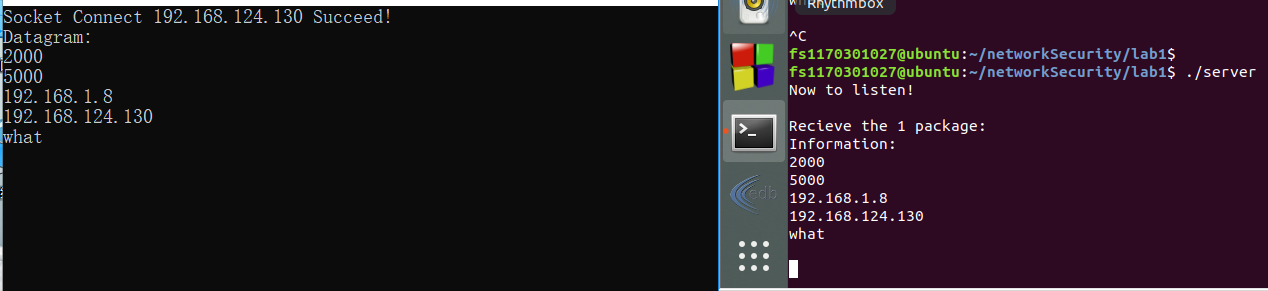 Socket Connect 192.168.124.130 Succeed!
Datagram:
2000
5000
192.168.1.8
192.168.124.130
what
Rhythmbox
^C
fs1170301027@ubuntu:~/networkSecurity/lab1$
fs1170301027@ubuntu:~/networkSecurity/lab1$ ./server
Now to listen!
Recieve the 1 package:
Information:
2000
5000
192.168.1.8
192.168.124.130
what
edb